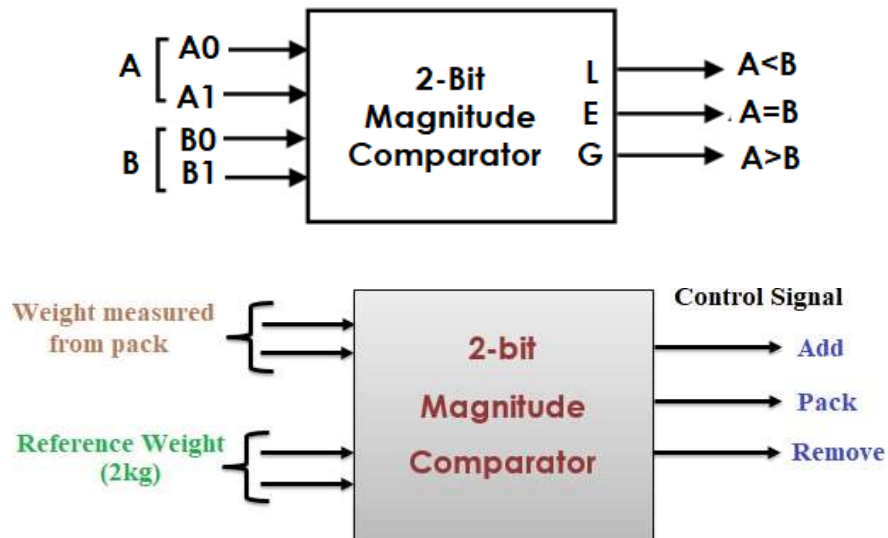 A
A0
A1
B
B0
B1
2-Bit
Magnitude
Comparator
L
E
G
A<B
A=B
A>B
Weight measured
from pack
Reference Weight
(2kg)
2-bit
Magnitude
Comparator
Control Signal
Add
Pack
Remove